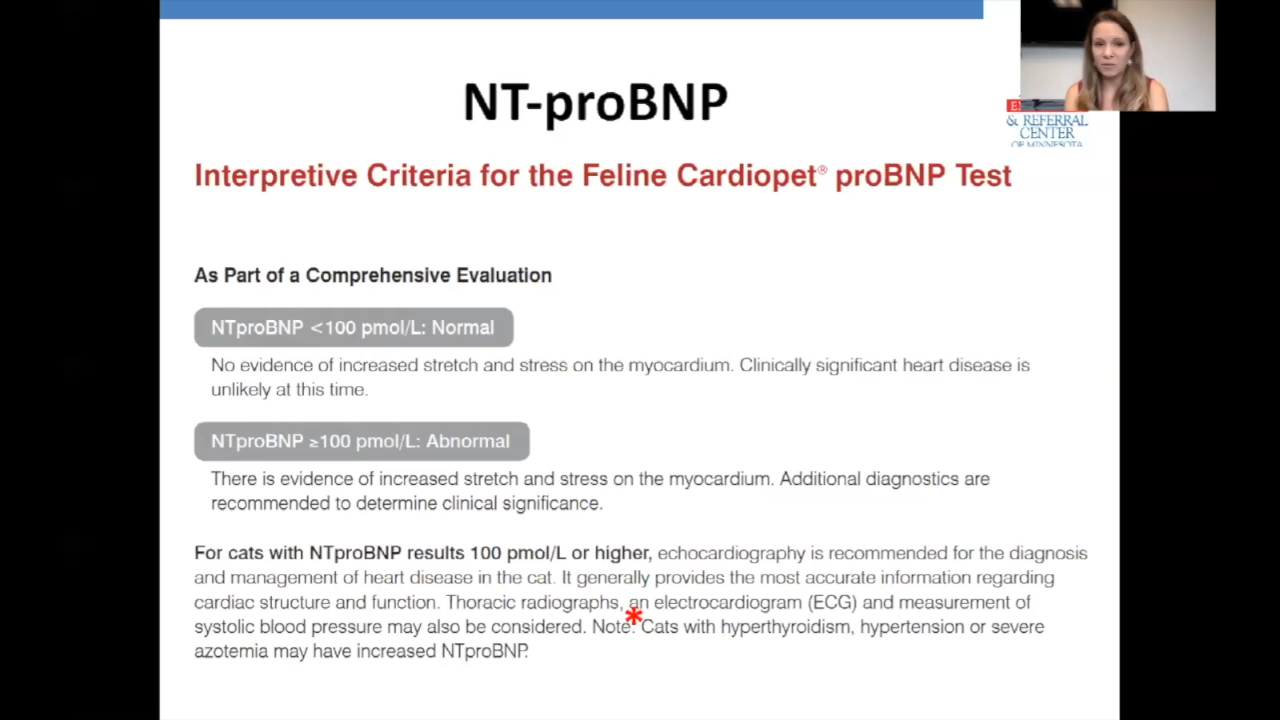 NT-proBNP
& REFERRAL
CENTER
OF MINNESOTA
Interpretive Criteria for the Feline Cardiopet® proBNP Test
As Part of a Comprehensive Evaluation
NTproBNP <100 pmol/L: Normal
No evidence of increased stretch and stress on the myocardium. Clinically significant heart disease is
unlikely at this time.
NTproBNP ≥100 pmol/L: Abnormal
There is evidence of increased stretch and stress on the myocardium. Additional diagnostics are
recommended to determine clinical significance.
For cats with NTproBNP results 100 pmol/L or higher, echocardiography is recommended for the diagnosis
and management of heart disease in the cat. It generally provides the most accurate information regarding
cardiac structure and function. Thoracic radiographs, an electrocardiogram (ECG) and measurement of
systolic blood pressure may also be considered. Note: Cats with hyperthyroidism, hypertension or severe
azotemia may have increased NTproBNP.